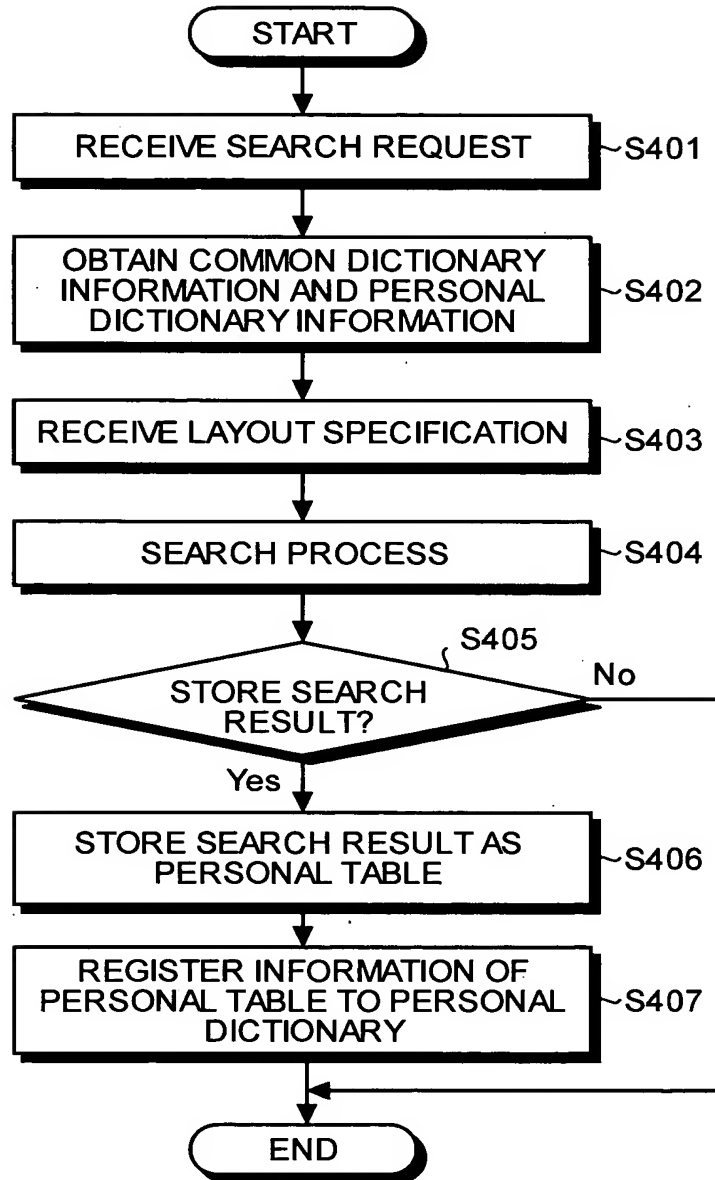 START
RECEIVE SEARCH REQUEST
S401
OBTAIN COMMON DICTIONARY
INFORMATION AND PERSONAL
DICTIONARY INFORMATION
S402
RECEIVE LAYOUT SPECIFICATION
S403
SEARCH PROCESS
S404
S405
STORE SEARCH
RESULT?
No
Yes
STORE SEARCH RESULT AS
PERSONAL TABLE
S406
REGISTER INFORMATION OF
PERSONAL TABLE TO PERSONAL
DICTIONARY
S407
END